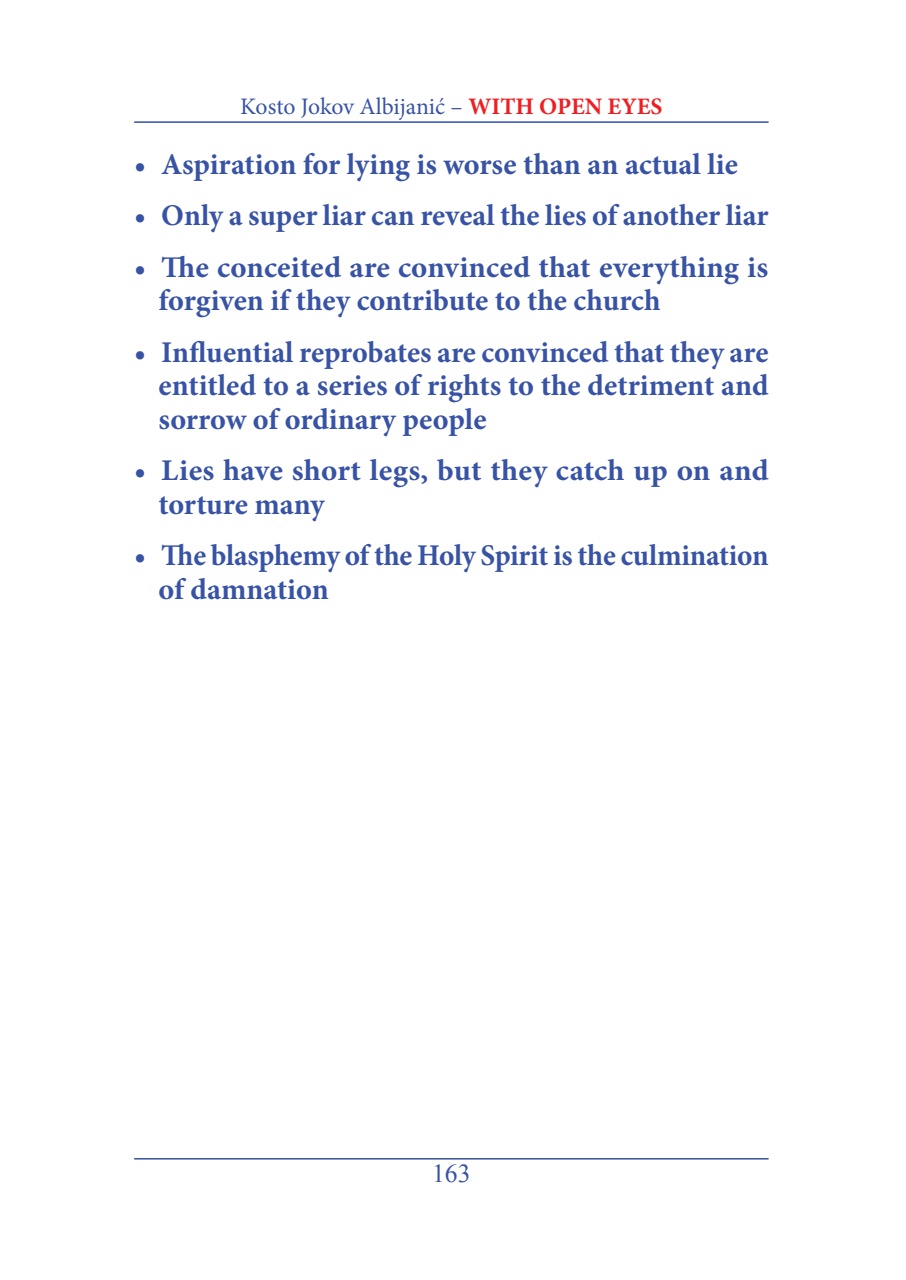 Kosto Jokov Albijanić – WITH OPEN EYES
• Aspiration for lying is worse than an actual lie
• Only a super liar can reveal the lies of another liar
• The conceited are convinced that everything is
forgiven if they contribute to the church
• Influential reprobates are convinced that they are
entitled to a series of rights to the detriment and
sorrow of ordinary people
• Lies have short legs, but they catch up on and
torture many
• The blasphemy of the Holy Spirit is the culmination
of damnation
163